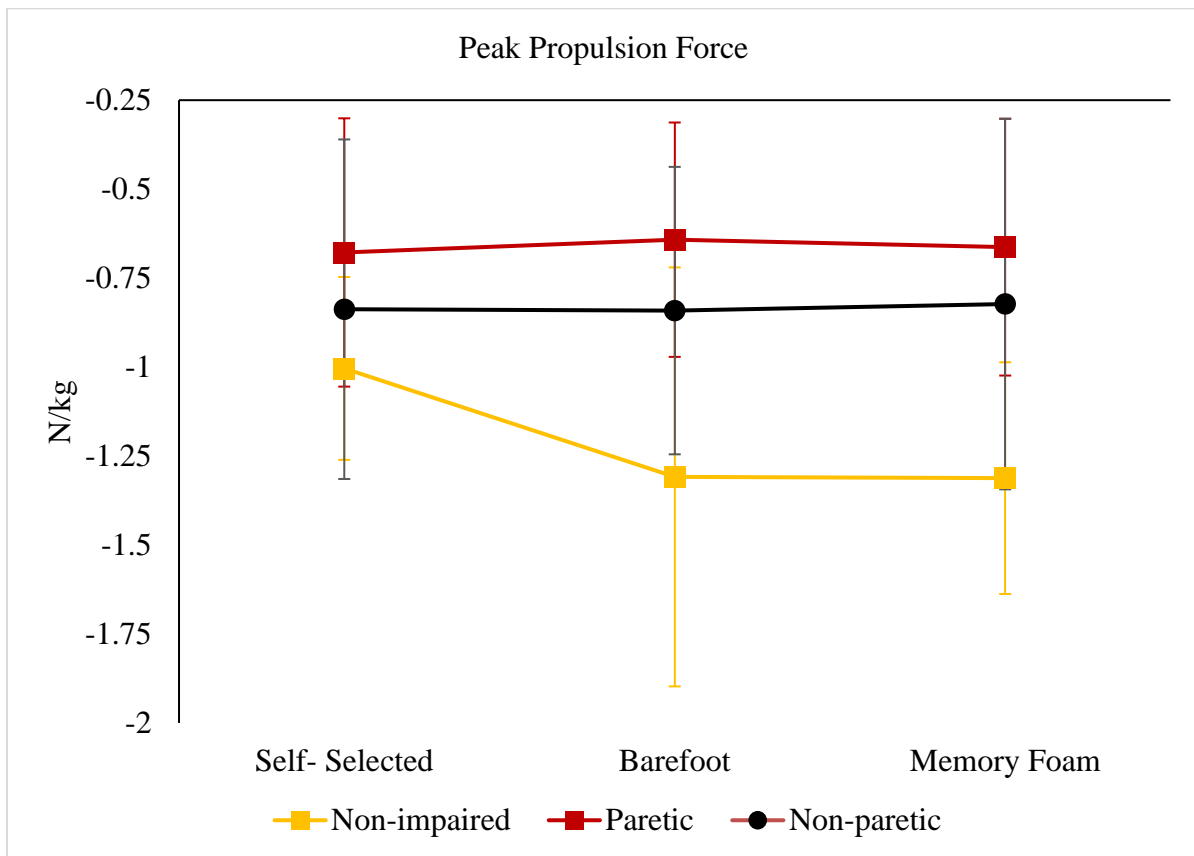 Peak Propulsion Force
N/kg
-0.25
-0.5
-0.75
-1
-1.25
-1.5
-1.75
-2
Self- Selected Barefoot Memory Foam
Non-impaired Paretic Non-paretic